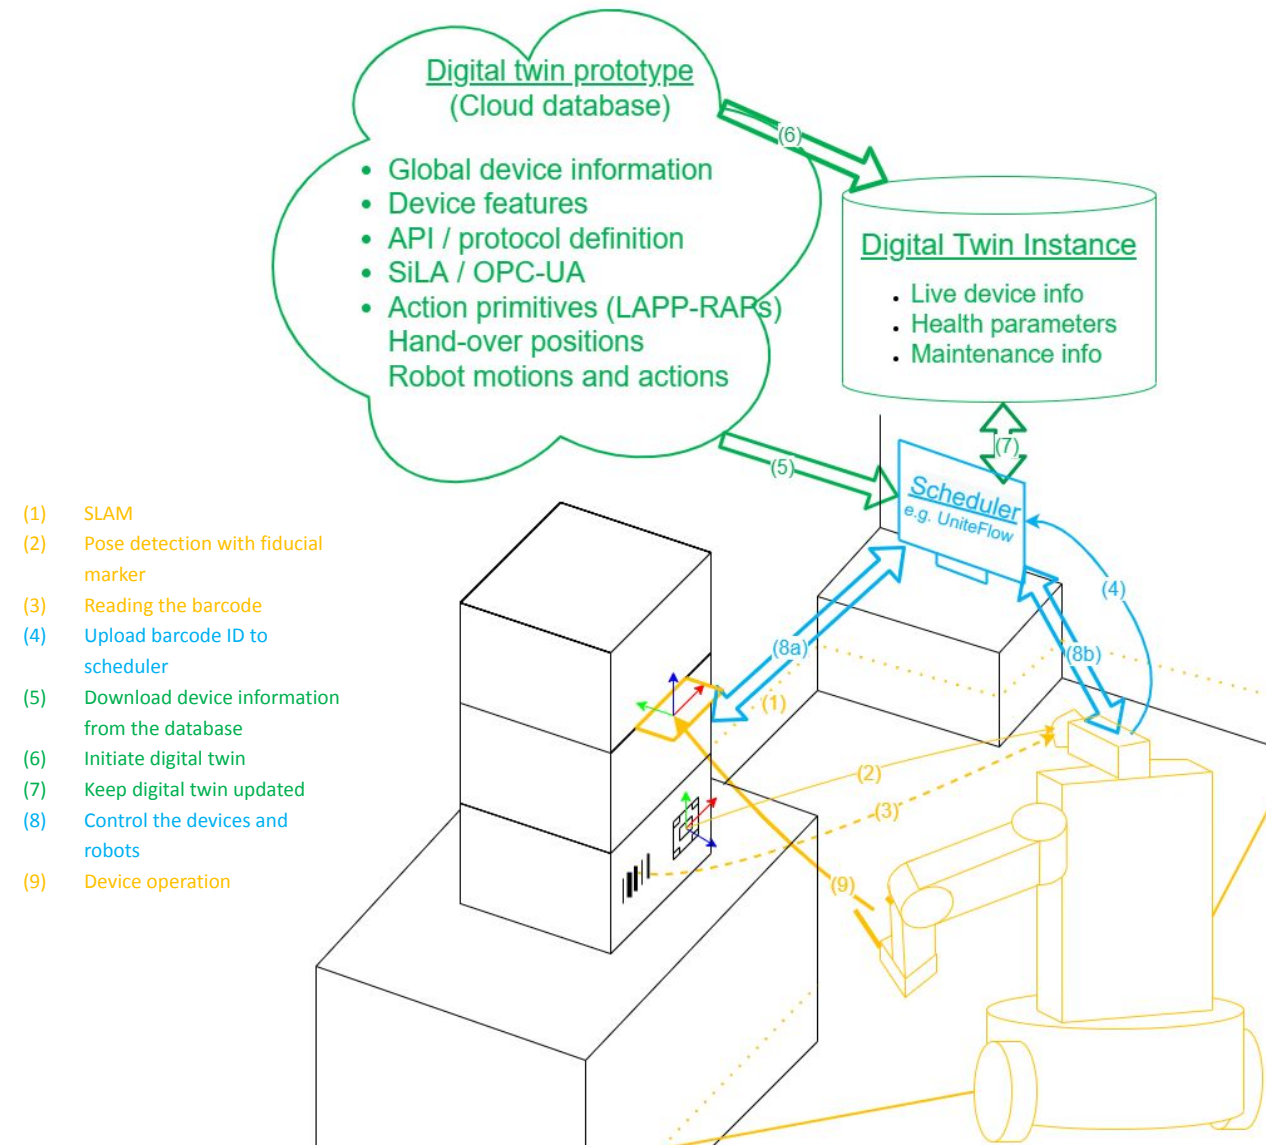 Digital twin prototype
(Cloud database)
• Global device information
• Device features
• API / protocol definition
• SiLA / OPC-UA
• Action primitives (LAPP-RAPs)
Hand-over positions
Robot motions and actions
(6)
Digital Twin Instance
• Live device info
• Health parameters
• Maintenance info
(5)
(7)
Scheduler
e.g. UniteFlow
(4)
(8a)
(8b)
(1)
(2)
(3)
(9)
(1) SLAM
(2) Pose detection with fiducial
marker
(3) Reading the barcode
(4) Upload barcode ID to
scheduler
(5) Download device information
from the database
(6) Initiate digital twin
(7) Keep digital twin updated
(8) Control the devices and
robots
(9) Device operation